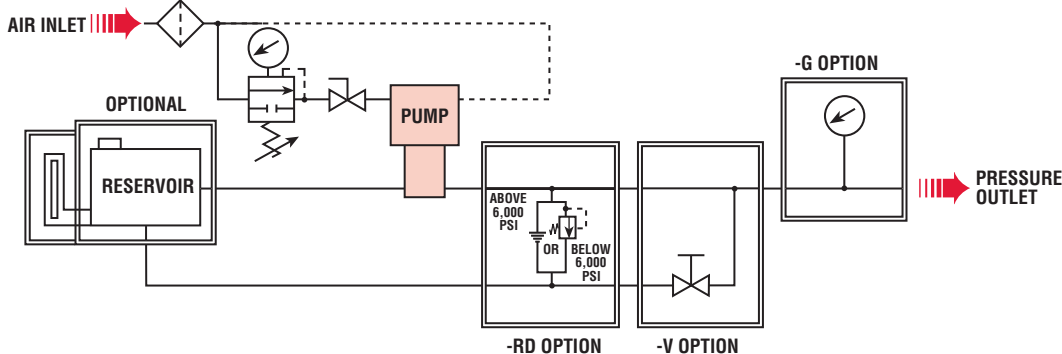 AIR INLET
-G OPTION
OPTIONAL
PUMP
RESERVOIR
PRESSURE
OUTLET
ABOVE
6,000
PSI
OR
BELOW
6,000
PSI
-RD OPTION
-V OPTION